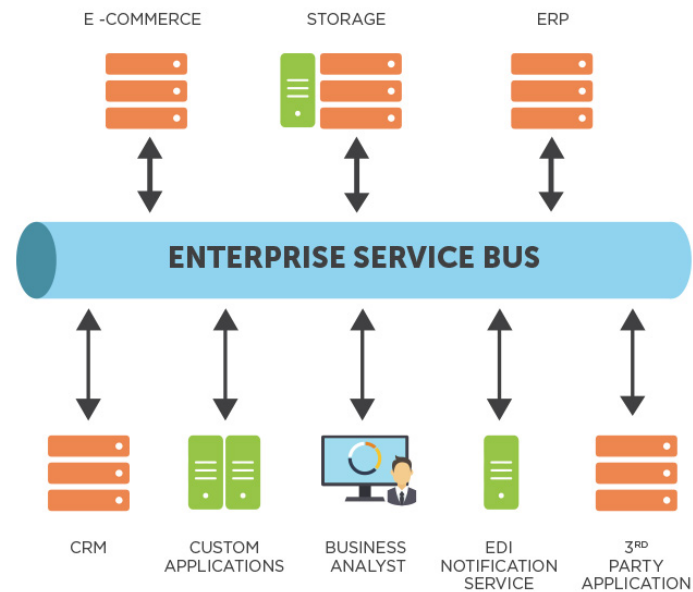 E -COMMERCE
STORAGE
ERP
ENTERPRISE SERVICE BUS
CRM
CUSTOM
APPLICATIONS
BUSINESS
ANALYST
EDI
NOTIFICATION
SERVICE
3RD
PARTY
APPLICATION